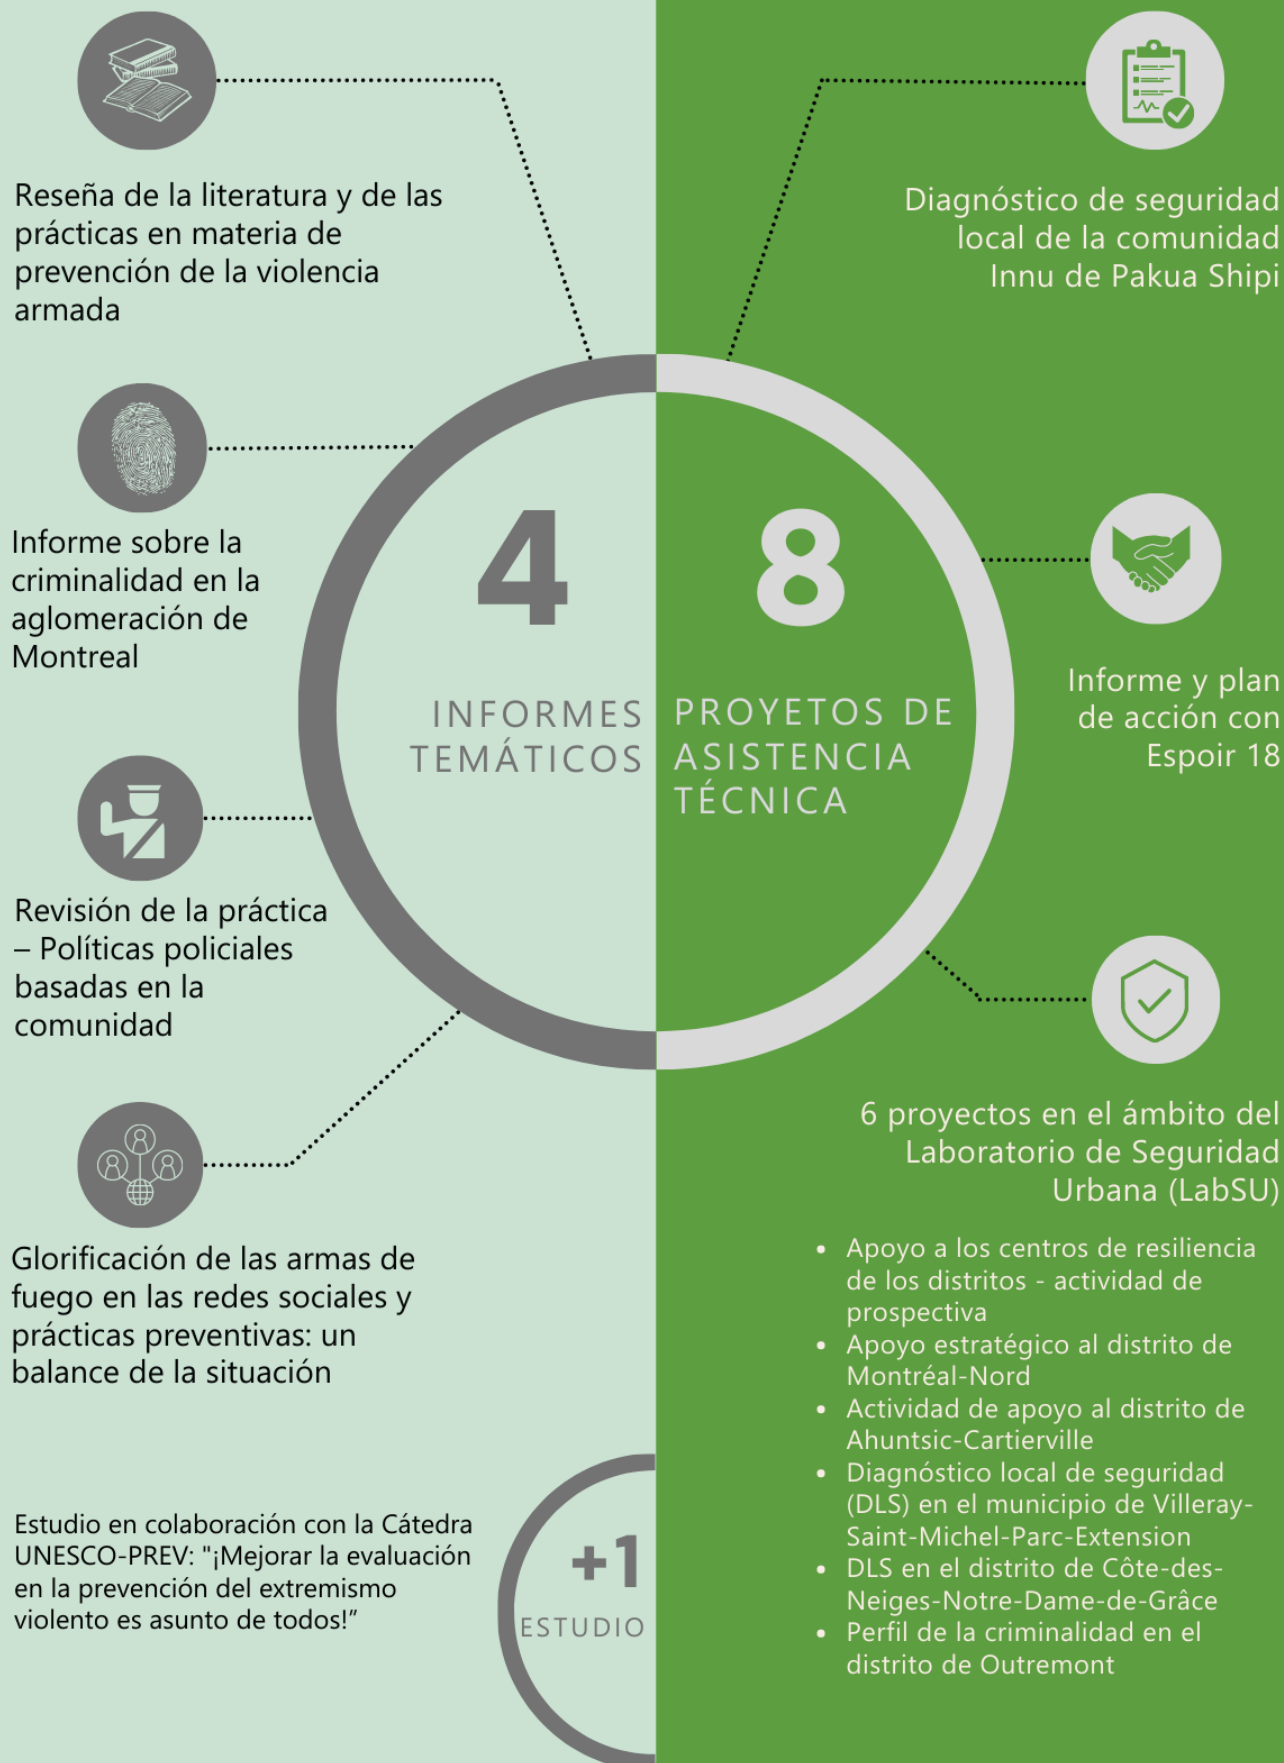 Reseña de la literatura y de las
prácticas en materia de
prevención de la violencia
armada
Informe sobre la
criminalidad en la
aglomeración de
Montreal
Revisión de la práctica
– Políticas policiales
basadas en la
comunidad
Glorificación de las armas de
fuego en las redes sociales y
prácticas preventivas: un
balance de la situación
4
INFORMES
TEMÁTICOS
Estudio en colaboración con la Cátedra
UNESCO-PREV: "¡Mejorar la evaluación
en la prevención del extremismo
violento es asunto de todos!”
+1
ESTUDIO
8
PROYETOS DE
ASISTENCIA
TÉCNICA
Diagnóstico de seguridad
local de la comunidad
Innu de Pakua Shipi
Informe y plan
de acción con
Espoir 18
6 proyectos en el ámbito del
Laboratorio de Seguridad
Urbana (LabSU)
• Apoyo a los centros de resiliencia
de los distritos - actividad de
prospectiva
• Apoyo estratégico al distrito de
Montréal-Nord
• Actividad de apoyo al distrito de
Ahuntsic-Cartierville
• Diagnóstico local de seguridad
(DLS) en el municipio de Villeray-
Saint-Michel-Parc-Extension
• DLS en el distrito de Côte-des-
Neiges-Notre-Dame-de-Grâce
• Perfil de la criminalidad en el
distrito de Outremont